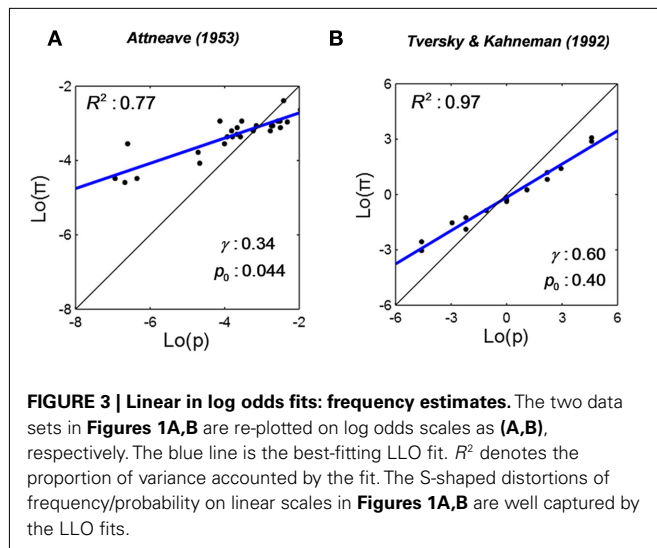 A
Attneave (1953)
B
Tversky & Kahneman (1992)
-2
R² : 0.77
-4
Lo(π)
-6
γ : 0.34
p₀ : 0.044
-8
-8
-6
-4
-2
Lo(p)
6
R² : 0.97
3
Lo(π)
0
-3
γ : 0.60
p₀ : 0.40
-6
-6
-3
0
3
6
Lo(p)
FIGURE 3 | Linear in log odds fits: frequency estimates. The two data
sets in Figures 1A,B are re-plotted on log odds scales as (A,B),
respectively. The blue line is the best-fitting LLO fit. R² denotes the
proportion of variance accounted by the fit. The S-shaped distortions of
frequency/probability on linear scales in Figures 1A,B are well captured by
the LLO fits.